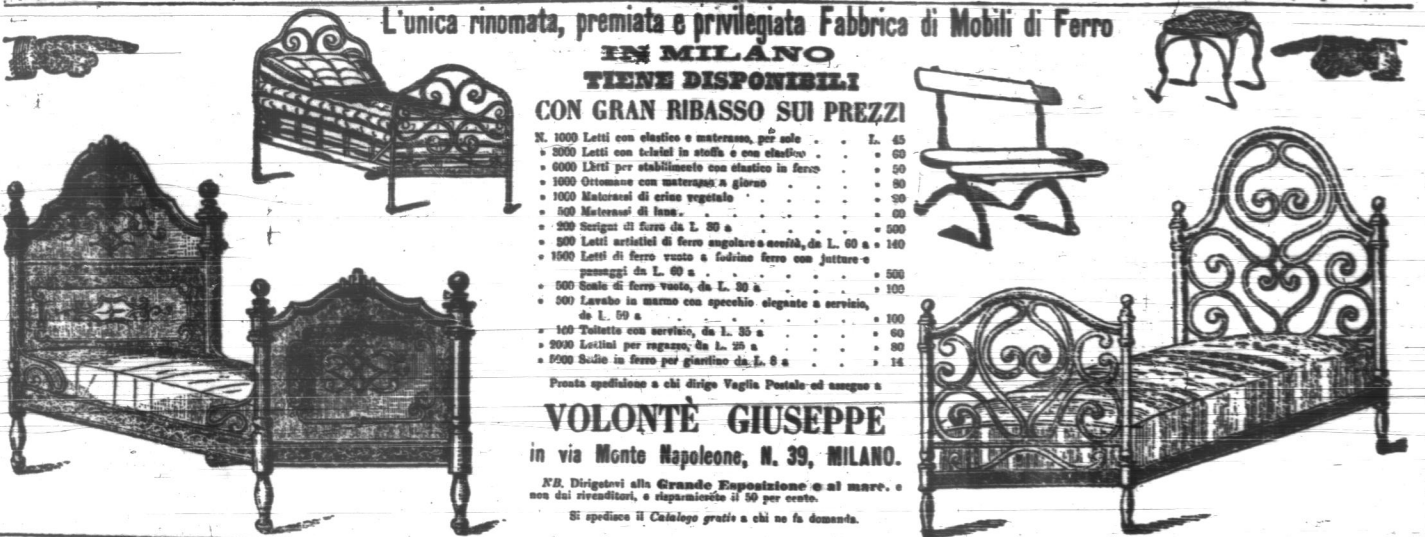 L'unica rinomata, premiata e privilegiata Fabbrica di Mobili di Ferro
IN MILANO
TIENE DISPONIBILI
CON GRAN RIBASSO SUI PREZZI
N. 1000 Letti con elastico e materasso, per sole . . L. 45
» 3000 Letti con telaini in stoffa e con elastico . . » 60
» 6000 Letti per stabilimento con elastico in ferro . » 50
» 1000 Ottomane con materasso a giorno . . . » 80
» 1000 Materassi di crine vegetale . . . »
» 500 Materassi di lana . . . » 60
» 200 Scrigni di ferro da L. 80 a . . . » 500
» 800 Letti artistici di ferro angolare a novità, da L. 60 a » 140
» 1500 Letti di ferro vuoto a fodrine ferro con jutture e
passaggi da L. 60 a . . . » 500
» 500 Scale di ferro vuoto, da L. 30 a . . . » 100
» 500 Lavabo in marmo con specchio elegante a servizio,
da L. 59 a . . . » 100
» 100 Toilette con servizio, da L. 35 a . . . » 60
» 2000 Lettini per ragazzo, da L. 25 a . . . » 80
» 5000 Sedie in ferro per giardino da L. 8 a . . » 14
Pronta spedizione a chi dirige Vaglia Postale ed assegno a
VOLONTÈ GIUSEPPE
in via Monte Napoleone, N. 39, MILANO.
NB. Dirigetevi alla Grande Esposizione e al mare. e
non dai rivenditori, e risparmierete il 50 per cento.
Si spedisce il Catalogo gratis a chi ne fa domanda.